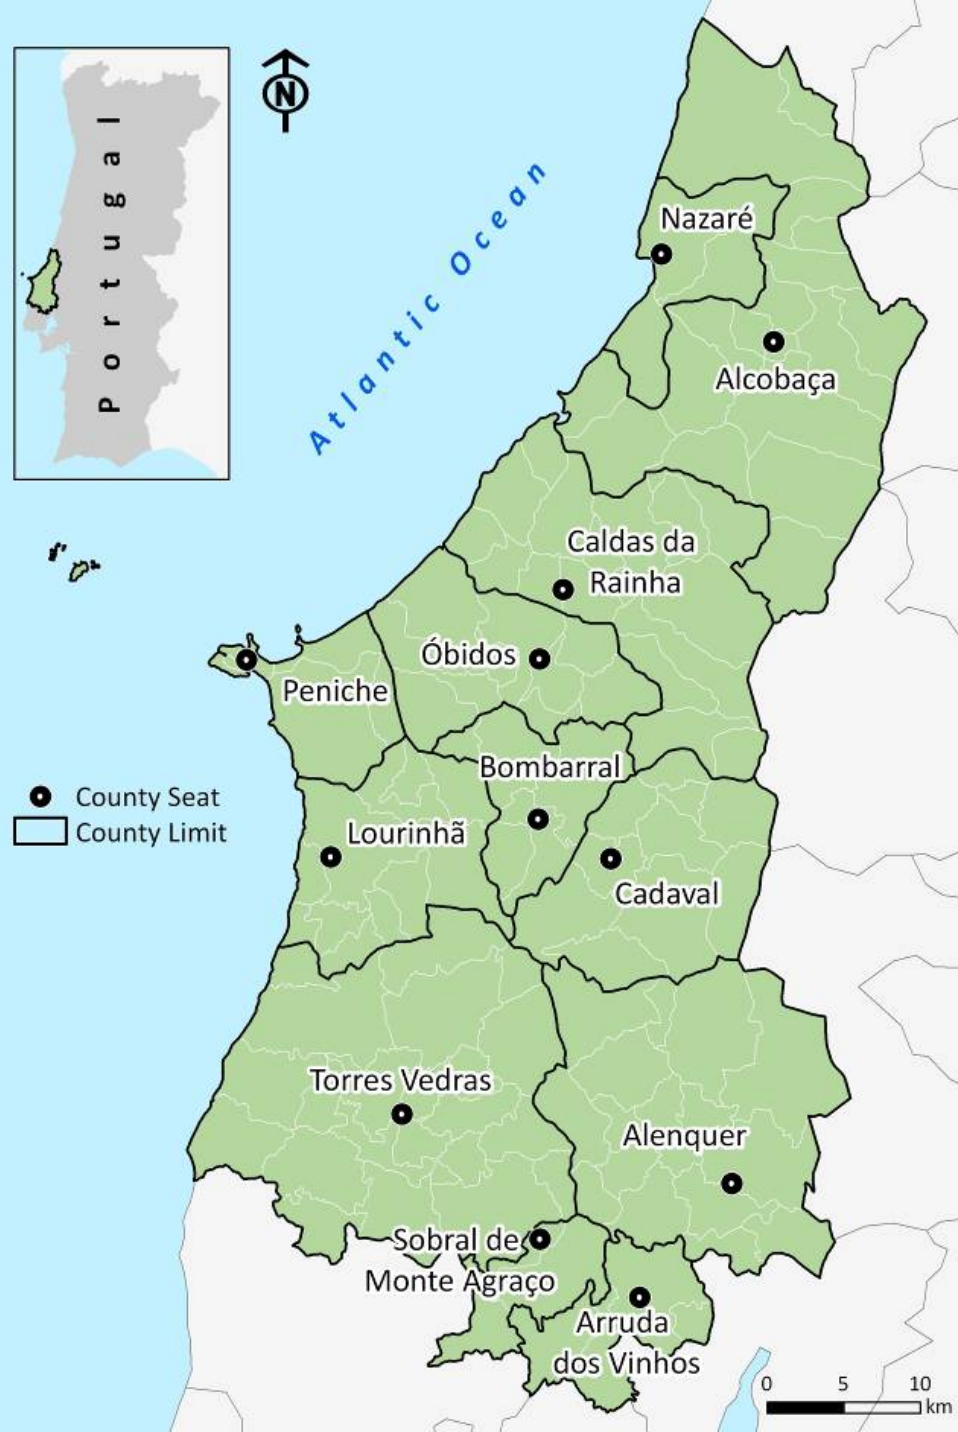 Portugal
N
Atlantic Ocean
Nazaré
Alcobaça
Caldas da
Rainha
Óbidos
Peniche
Bombarral
County Seat
County Limit
Lourinhã
Cadaval
Torres Vedras
Alenquer
Sobral de
Monte Agraço
Arruda
dos Vinhos
0 5 10
km